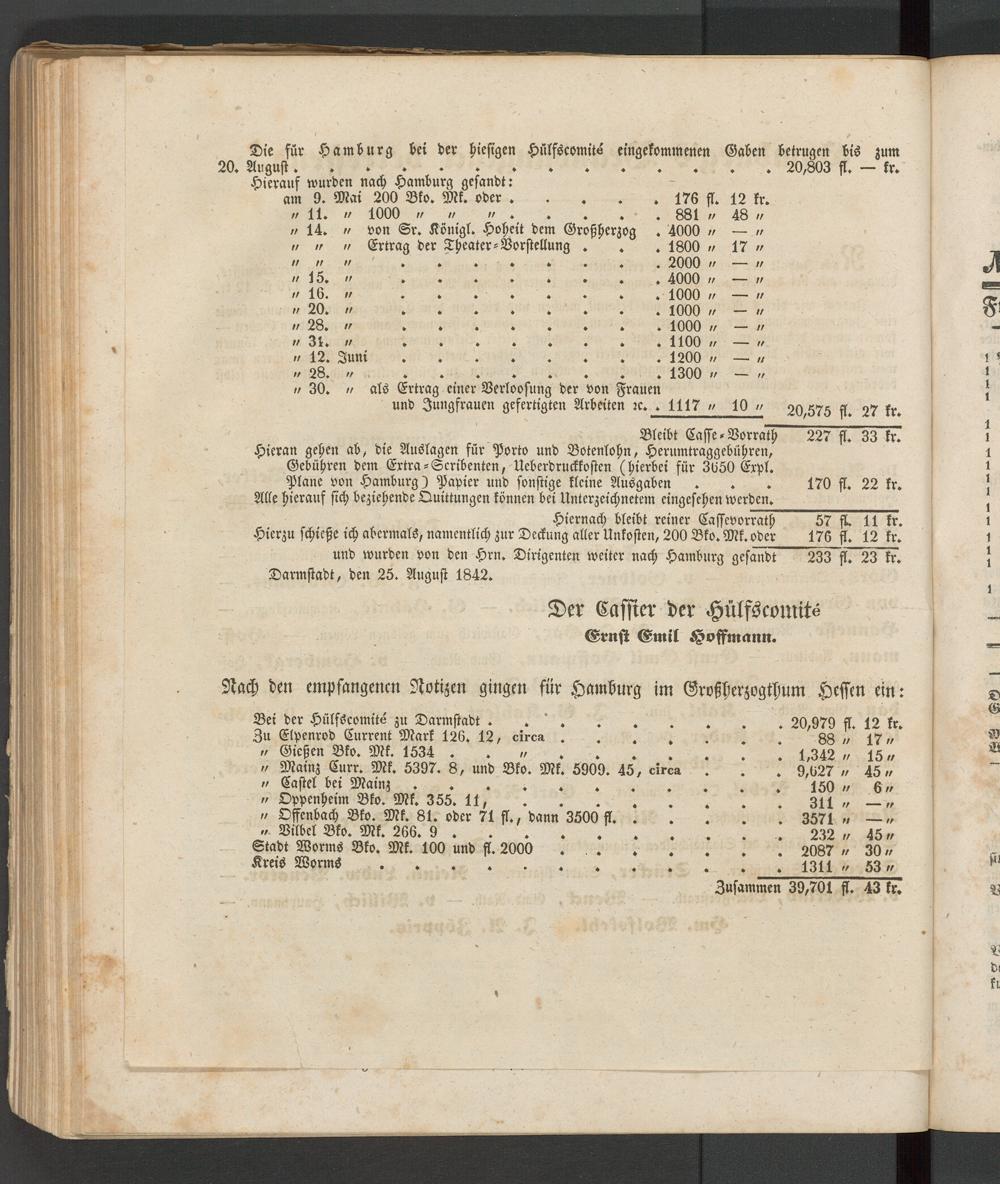 Die für Hamburg bei der hiesigen Hülfscomité eingekommenen Gaben betrugen bis zum
20. August . . . . . . . . . . . . . . 20,803 fl. — kr.
Hierauf wurden nach Hamburg gesandt:
am 9. Mai 200 Bko. Mk. oder . . . . . 176 fl. 12 kr.
„ 11. „ 1000 „ „ „ . . . . . 881 „ 48 „
„ 14. „ von Sr. Königl. Hoheit dem Großherzog . 4000 „ — „
„ „ „ Ertrag der Theater-Vorstellung . . . 1800 „ 17 „
„ „ „ . . . . . . . . 2000 „ — „
„ 15. „ . . . . . . . . 4000 „ — „
„ 16. „ . . . . . . . . 1000 „ — „
„ 20. „ . . . . . . . . 1000 „ — „
„ 28. „ . . . . . . . . 1000 „ — „
„ 31. „ . . . . . . . . 1100 „ — „
„ 12. Juni . . . . . . . . 1200 „ — „
„ 28. „ . . . . . . . . 1300 „ — „
„ 30. „ als Ertrag einer Verloosung der von Frauen
und Jungfrauen gefertigten Arbeiten ꝛc. . 1117 „ 10 „ 20,575 fl. 27 kr.
Bleibt Casse-Vorrath 227 fl. 33 kr.
Hieran gehen ab, die Auslagen für Porto und Botenlohn, Herumtraggebühren,
Gebühren dem Extra-Scribenten, Ueberdruckkosten (hierbei für 3650 Expl.
Plane von Hamburg) Papier und sonstige kleine Ausgaben . . . 170 fl. 22 kr.
Alle hierauf sich beziehende Quittungen können bei Unterzeichnetem eingesehen werden.
Hiernach bleibt reiner Cassevorrath 57 fl. 11 kr.
Hierzu schieße ich abermals, namentlich zur Deckung aller Unkosten, 200 Bko. Mk. oder 176 fl. 12 kr.
und wurden von den Hrn. Dirigenten weiter nach Hamburg gesandt 233 fl. 23 kr.
Darmstadt, den 25. August 1842.
Der Cassier der Hülfscomité
Ernst Emil Hoffmann.
Nach den empfangenen Notizen gingen für Hamburg im Großherzogthum Hessen ein:
Bei der Hülfscomité zu Darmstadt . . . . . . . . . 20,979 fl. 12 kr.
Zu Elpenrod Current Mark 126. 12, circa . . . . . . . 88 „ 17 „
„ Gießen Bko. Mk. 1534 . . „ . . . . . . . 1,342 „ 15 „
„ Mainz Curr. Mk. 5397. 8, und Bko. Mk. 5909. 45, circa . . . 9,627 „ 45 „
„ Castel bei Mainz . . . . . . . . . . . 150 „ 6 „
„ Oppenheim Bko. Mk. 355. 11, . . . . . . . . 311 „ — „
„ Offenbach Bko. Mk. 81. oder 71 fl., dann 3500 fl. . . . . . 3571 „ — „
„ Vilbel Bko. Mk. 266. 9 . . . . . . . . . . 232 „ 45 „
Stadt Worms Bko. Mk. 100 und fl. 2000 . . . . . . . 2087 „ 30 „
Kreis Worms . . . . . . . . . . . . 1311 „ 53 „
Zusammen 39,701 fl. 43 kr.